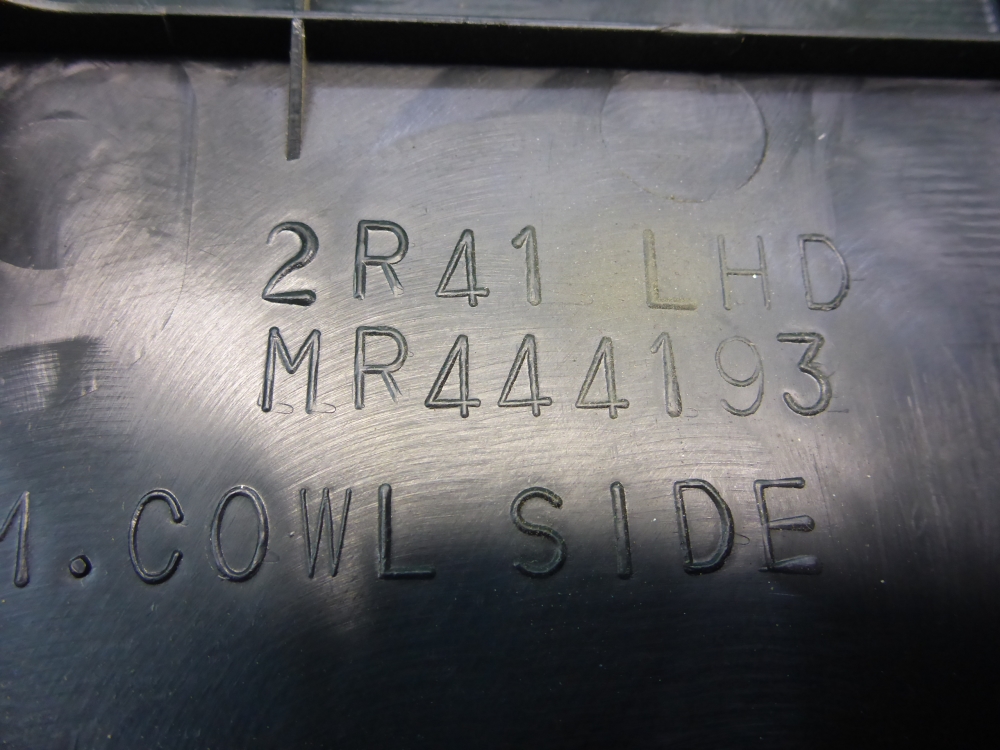 2R41 LHD
MR444193
. COWL SIDE